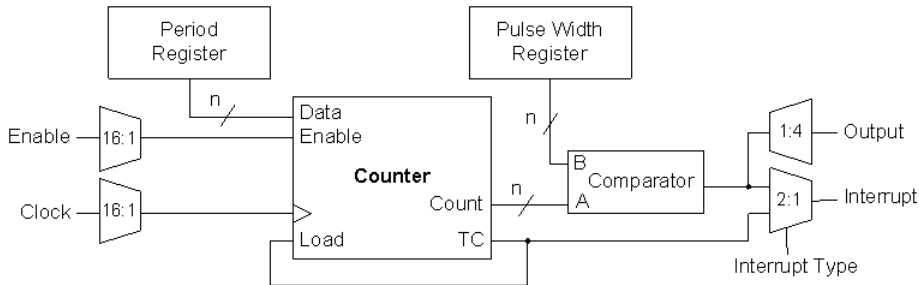 Period
Register
Pulse Width
Register
n
n
Data
Enable
16:1
Enable
Counter
B
Comparator
A
1:4
Output
Clock
16:1
Count
n
2:1
Interrupt
Load
TC
Interrupt Type